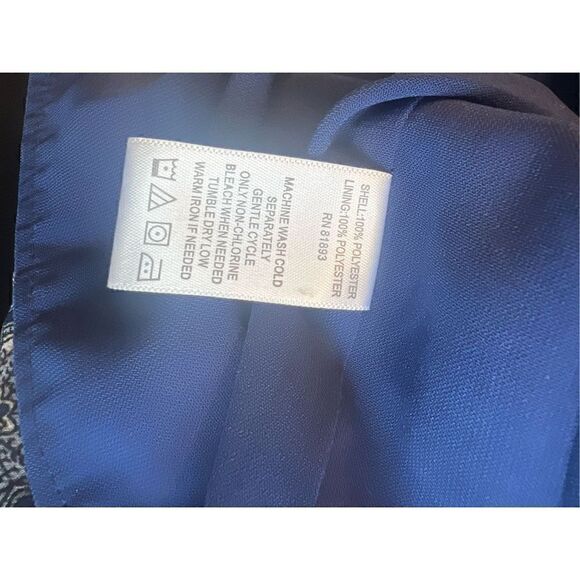 SHELL:100% POLYESTER
LINING:100% POLYESTER
RN 81893
MACHINE WASH COLD
SEPARATELY
GENTLE CYCLE
ONLY NON-CHLORINE
BLEACH WHEN NEEDED
TUMBLE DRY LOW
WARM IRON IF NEEDED